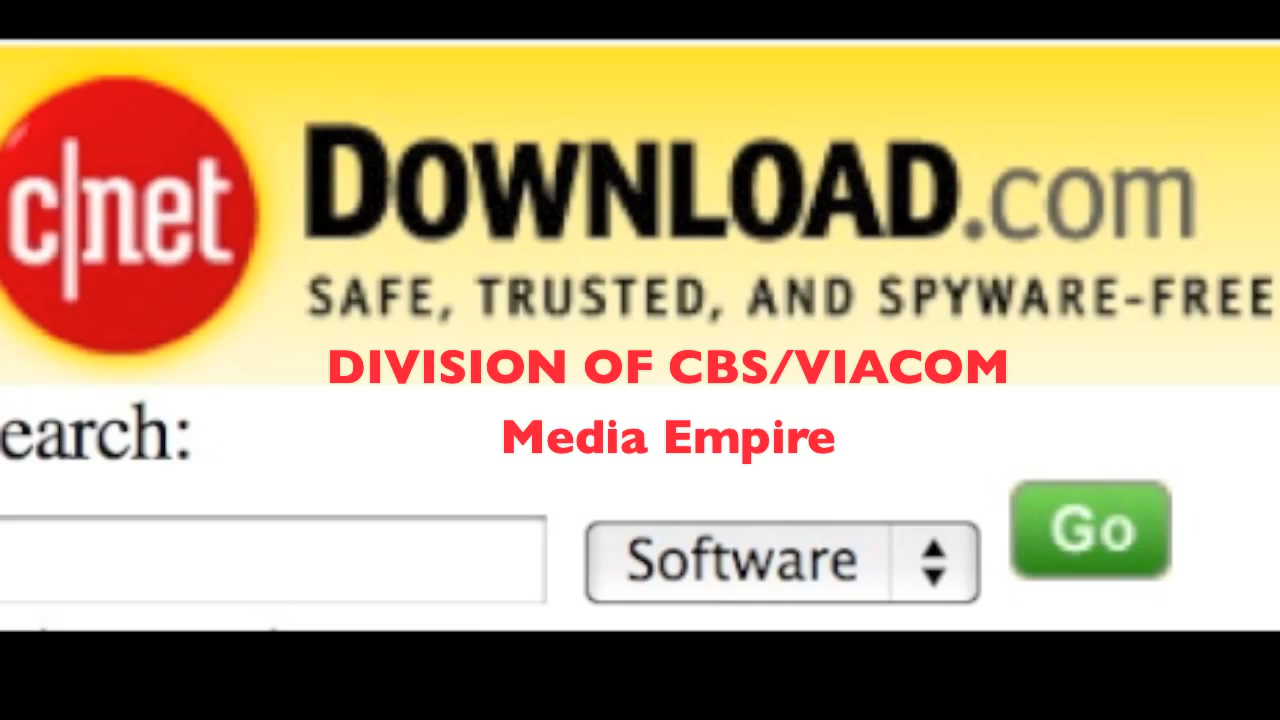 c|net
DOWNLOAD.com
SAFE, TRUSTED, AND SPYWARE-FREE
DIVISION OF CBS/VIACOM
Media Empire
earch:
Software
Go